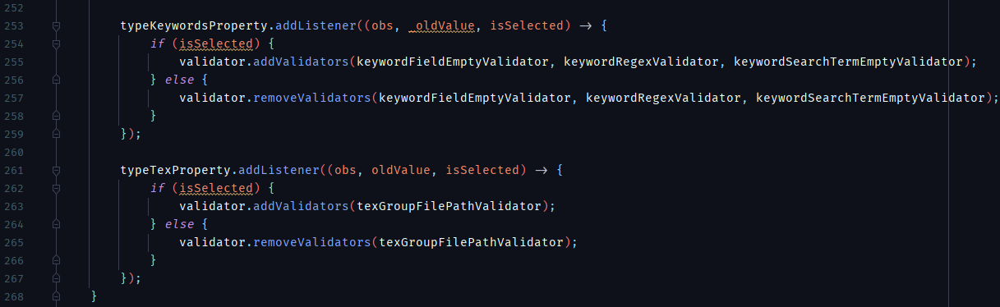 252
253 typeKeywordsProperty.addListener((obs, _oldValue, isSelected) -> {
254 if (isSelected) {
255 validator.addValidators(keywordFieldEmptyValidator, keywordRegexValidator, keywordSearchTermEmptyValidator);
256 } else {
257 validator.removeValidators(keywordFieldEmptyValidator, keywordRegexValidator, keywordSearchTermEmptyValidator);
258 }
259 });
260
261 typeTexProperty.addListener((obs, oldValue, isSelected) -> {
262 if (isSelected) {
263 validator.addValidators(texGroupFilePathValidator);
264 } else {
265 validator.removeValidators(texGroupFilePathValidator);
266 }
267 });
268 }